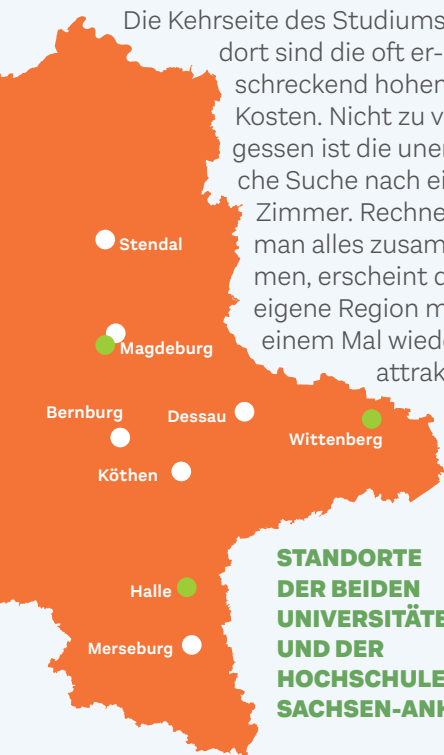 Die Kehrseite des Studiums
dort sind die oft er-
schreckend hohen
Kosten. Nicht zu v
gessen ist die uner
che Suche nach ei
Zimmer. Rechne
man alles zusam
men, erscheint d
eigene Region m
einem Mal wied
attrak
Stendal
Magdeburg
Bernburg
Dessau
Wittenberg
Köthen
Halle
Merseburg
STANDORTE
DER BEIDEN
UNIVERSITÄTE
UND DER
HOCHSCHULE
SACHSEN-ANH